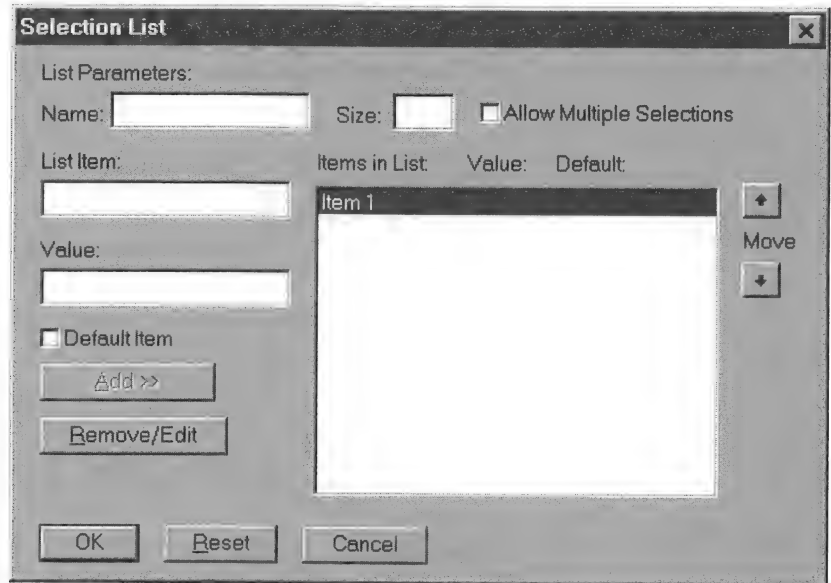 Selection List
List Parameters:
Name: Size: Allow Multiple Selections
List Item: Items in List: Value: Default:
Item 1
Move
Value:
Default Item
Add >>
Remove/Edit
OK Reset Cancel